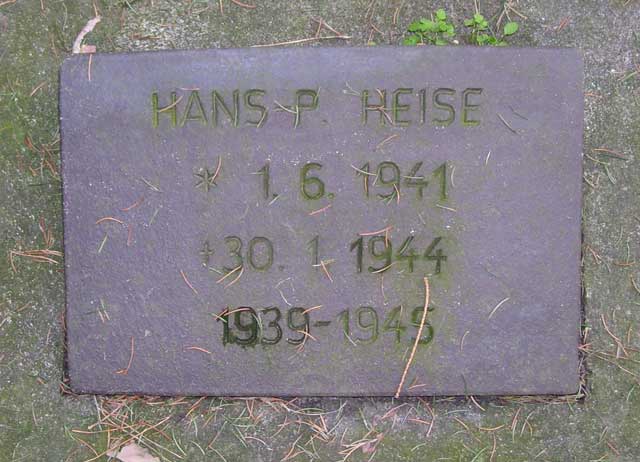 HANS P. HEISE
* 1. 6. 1941
+ 30. 1. 1944
1939-1945